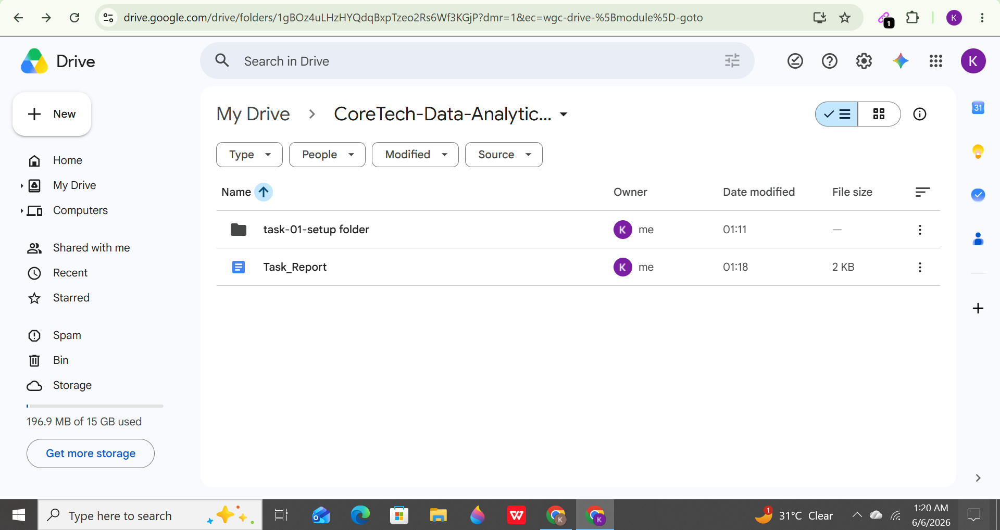 drive.google.com/drive/folders/1gBOz4uLHzHYQdqBxpTzeo2Rs6Wf3KGjP?dmr=1&ec=wgc-drive-%5Bmodule%5D-goto
1
K
Drive
Search in Drive
K
New
My Drive
CoreTech-Data-Analytic...
31
Type
People
Modified
Source
Home
My Drive
Computers
Shared with me
Recent
Starred
Spam
Bin
Storage
196.9 MB of 15 GB used
Get more storage
Name
Owner
Date modified
File size
task-01-setup folder
K me
01:11
—
Task_Report
K me
01:18
2 KB
Type here to search
W
K
K
1
31°C Clear
1:20 AM
6/6/2026